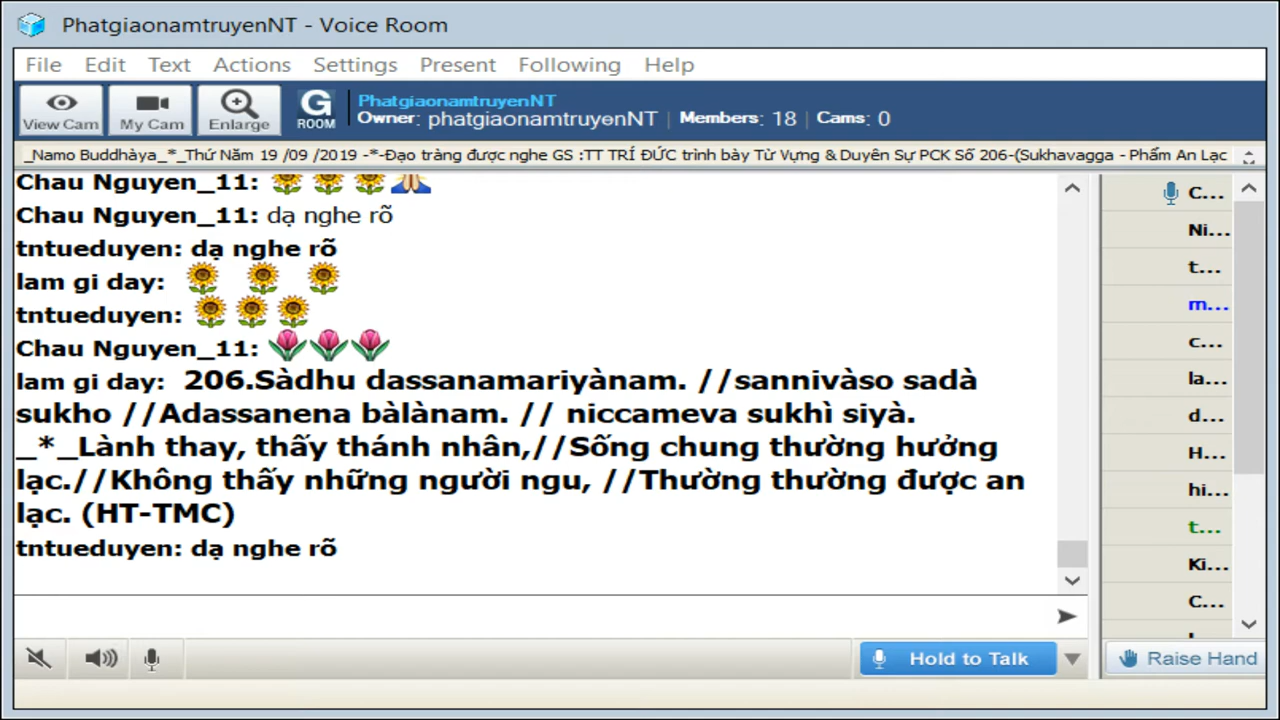 PhatgiaonamtruyenNT - Voice Room
File Edit Text Actions Settings Present Following Help
View Cam My Cam Enlarge G ROOM
PhatgiaonamtruyenNT
Owner: phatgiaonamtruyenNT | Members: 18 | Cams: 0
_Namo Buddhàya_*_Thứ Năm 19 /09 /2019 -*-Đạo tràng được nghe GS :TT TRÍ ĐỨC trình bày Từ Vựng & Duyên Sự PCK Số 206-(Sukhavagga - Phẩm An Lạc
Chau Nguyen_11:
Chau Nguyen_11: dạ nghe rõ
tntueduyen: dạ nghe rõ
lam gi day:
tntueduyen:
Chau Nguyen_11:
lam gi day: 206.Sàdhu dassanamariyànam. //sannivàso sadà
sukho //Adassanena bàlànam. // niccameva sukhì siyà.
_*_Lành thay, thấy thánh nhân,//Sống chung thường hưởng
lạc.//Không thấy những người ngu, //Thường thường được an
lạc. (HT-TMC)
tntueduyen: dạ nghe rõ
C...
Ni...
t...
m...
c...
la...
d...
H...
hi...
t...
Ki...
C...
Hold to Talk
Raise Hand